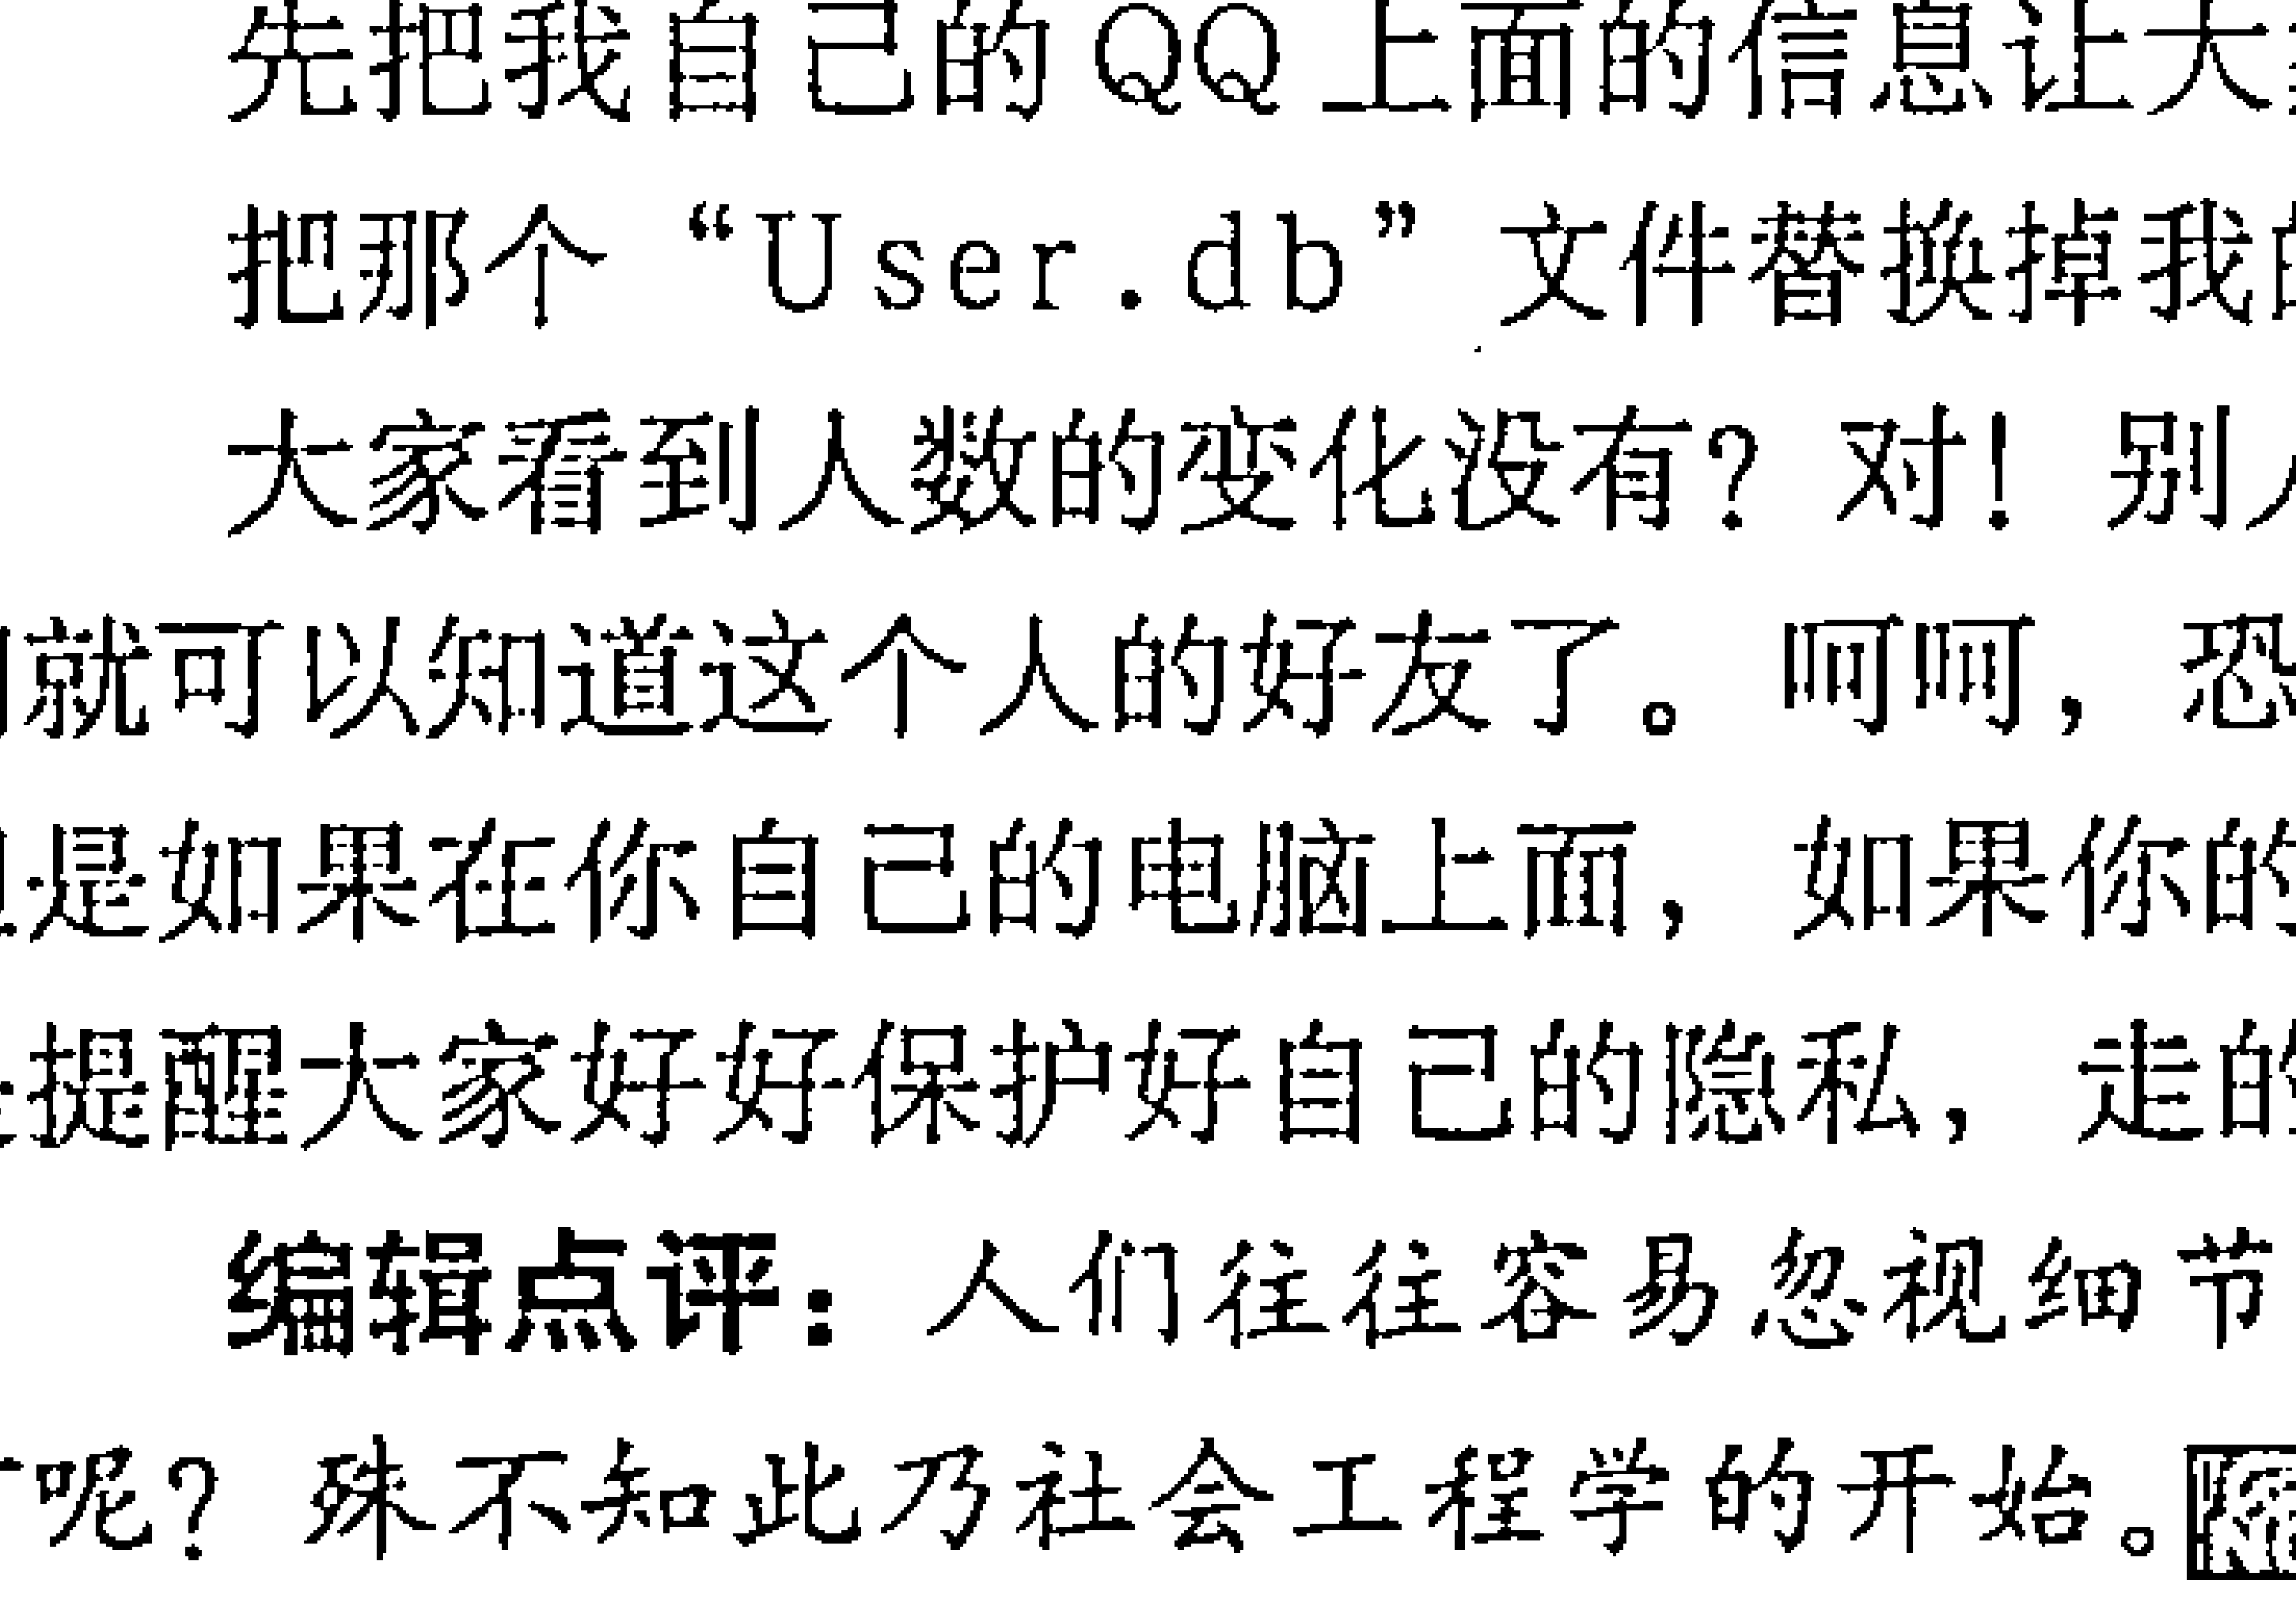 先把我自己的 QQ 上面的信息让大
把那个“User.db”文件替换掉我的
大家看到人数的变化没有？对！别人
就可以知道这个人的好友了。呵呵，恐
是如果在你自己的电脑上面，如果你的
提醒大家好好保护好自己的隐私，走的
编辑点评：人们往往容易忽视细节
呢？殊不知此乃社会工程学的开始。